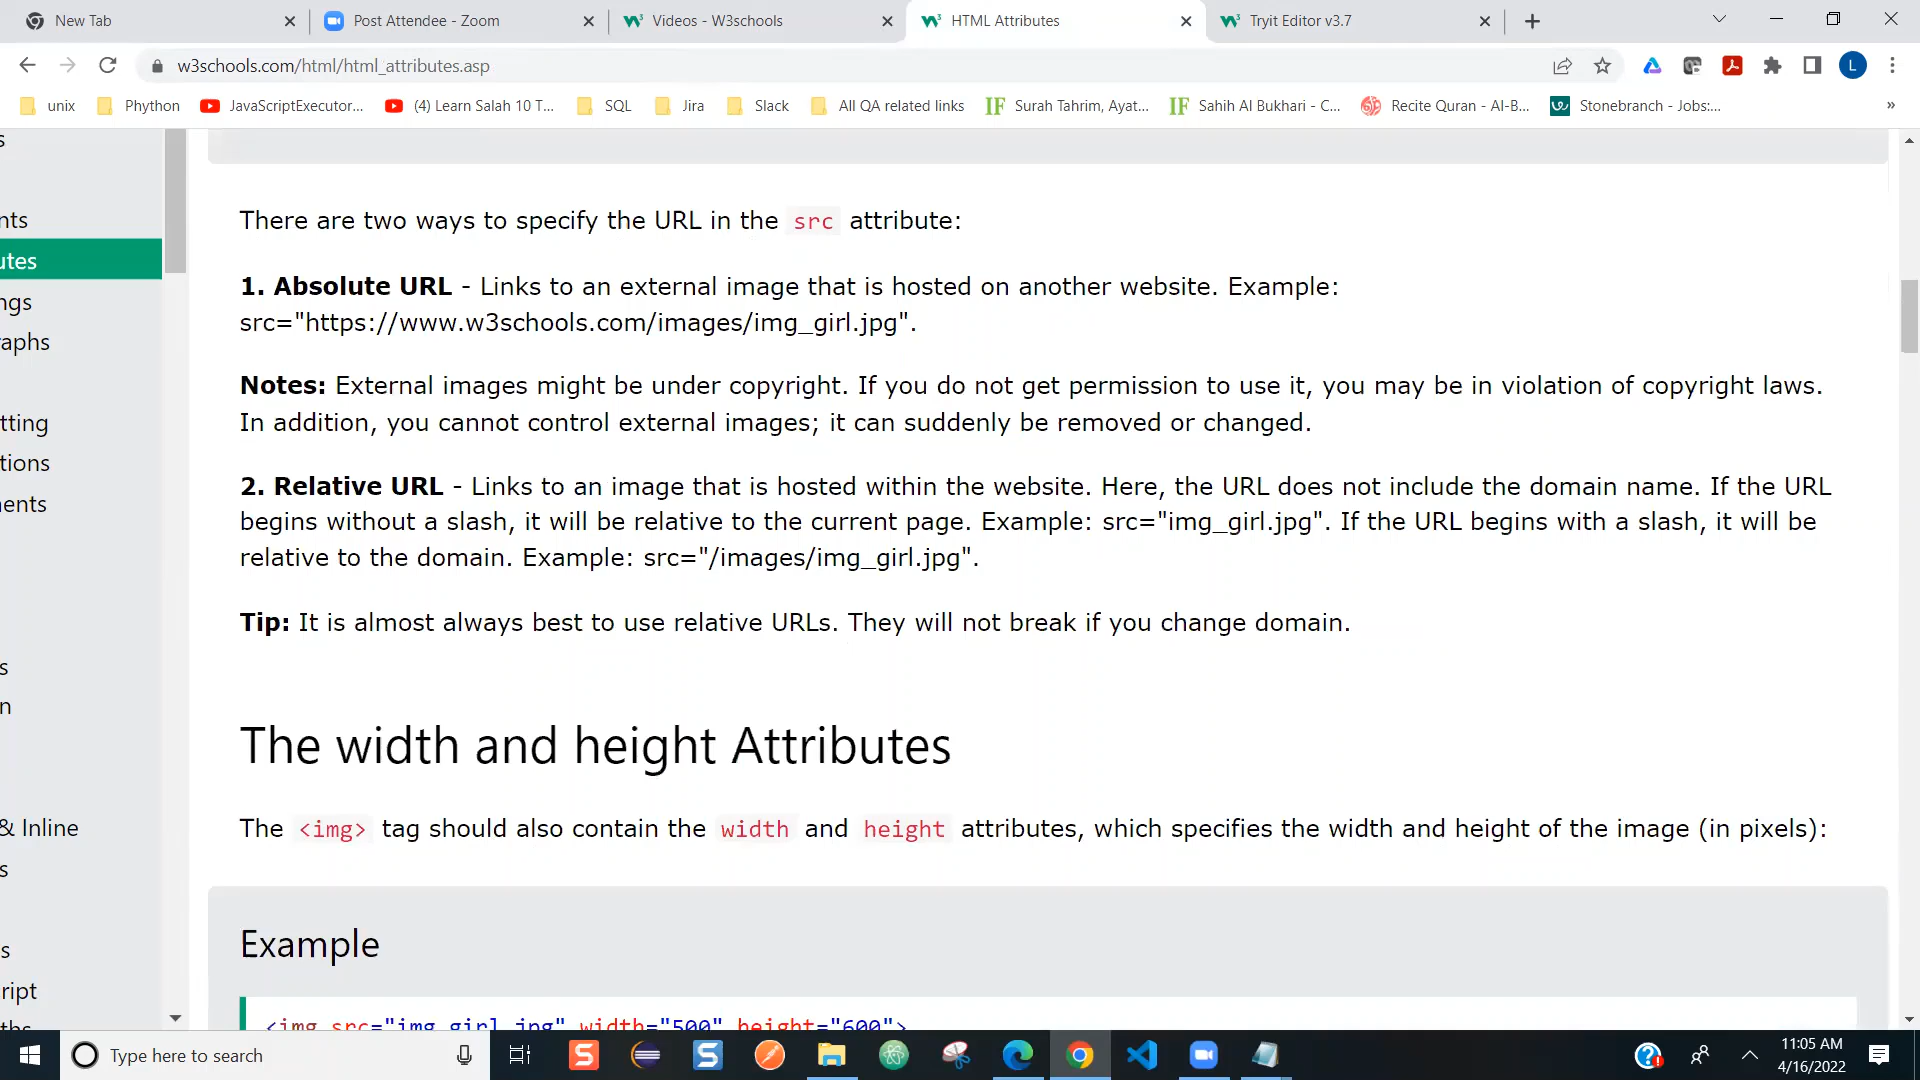 New Tab
Post Attendee - Zoom
Videos - W3schools
HTML Attributes
Tryit Editor v3.7
w3schools.com/html/html_attributes.asp
L
unix
Phython
JavaScriptExecutor...
(4) Learn Salah 10 T...
SQL
Jira
Slack
All QA related links
IF Surah Tahrim, Ayat...
IF Sahih Al Bukhari - C...
Recite Quran - Al-B...
Stonebranch - Jobs:...
»
s
nts
utes
ngs
aphs
tting
tions
ents
s
n
& Inline
s
s
ript
ths
There are two ways to specify the URL in the src attribute:
1. Absolute URL - Links to an external image that is hosted on another website. Example:
src="https://www.w3schools.com/images/img_girl.jpg".
Notes: External images might be under copyright. If you do not get permission to use it, you may be in violation of copyright laws.
In addition, you cannot control external images; it can suddenly be removed or changed.
2. Relative URL - Links to an image that is hosted within the website. Here, the URL does not include the domain name. If the URL
begins without a slash, it will be relative to the current page. Example: src="img_girl.jpg". If the URL begins with a slash, it will be
relative to the domain. Example: src="/images/img_girl.jpg".
Tip: It is almost always best to use relative URLs. They will not break if you change domain.
The width and height Attributes
The <img> tag should also contain the width and height attributes, which specifies the width and height of the image (in pixels):
Example
<img src="img_girl.jpg" width="500" height="600">
Type here to search
11:05 AM
4/16/2022